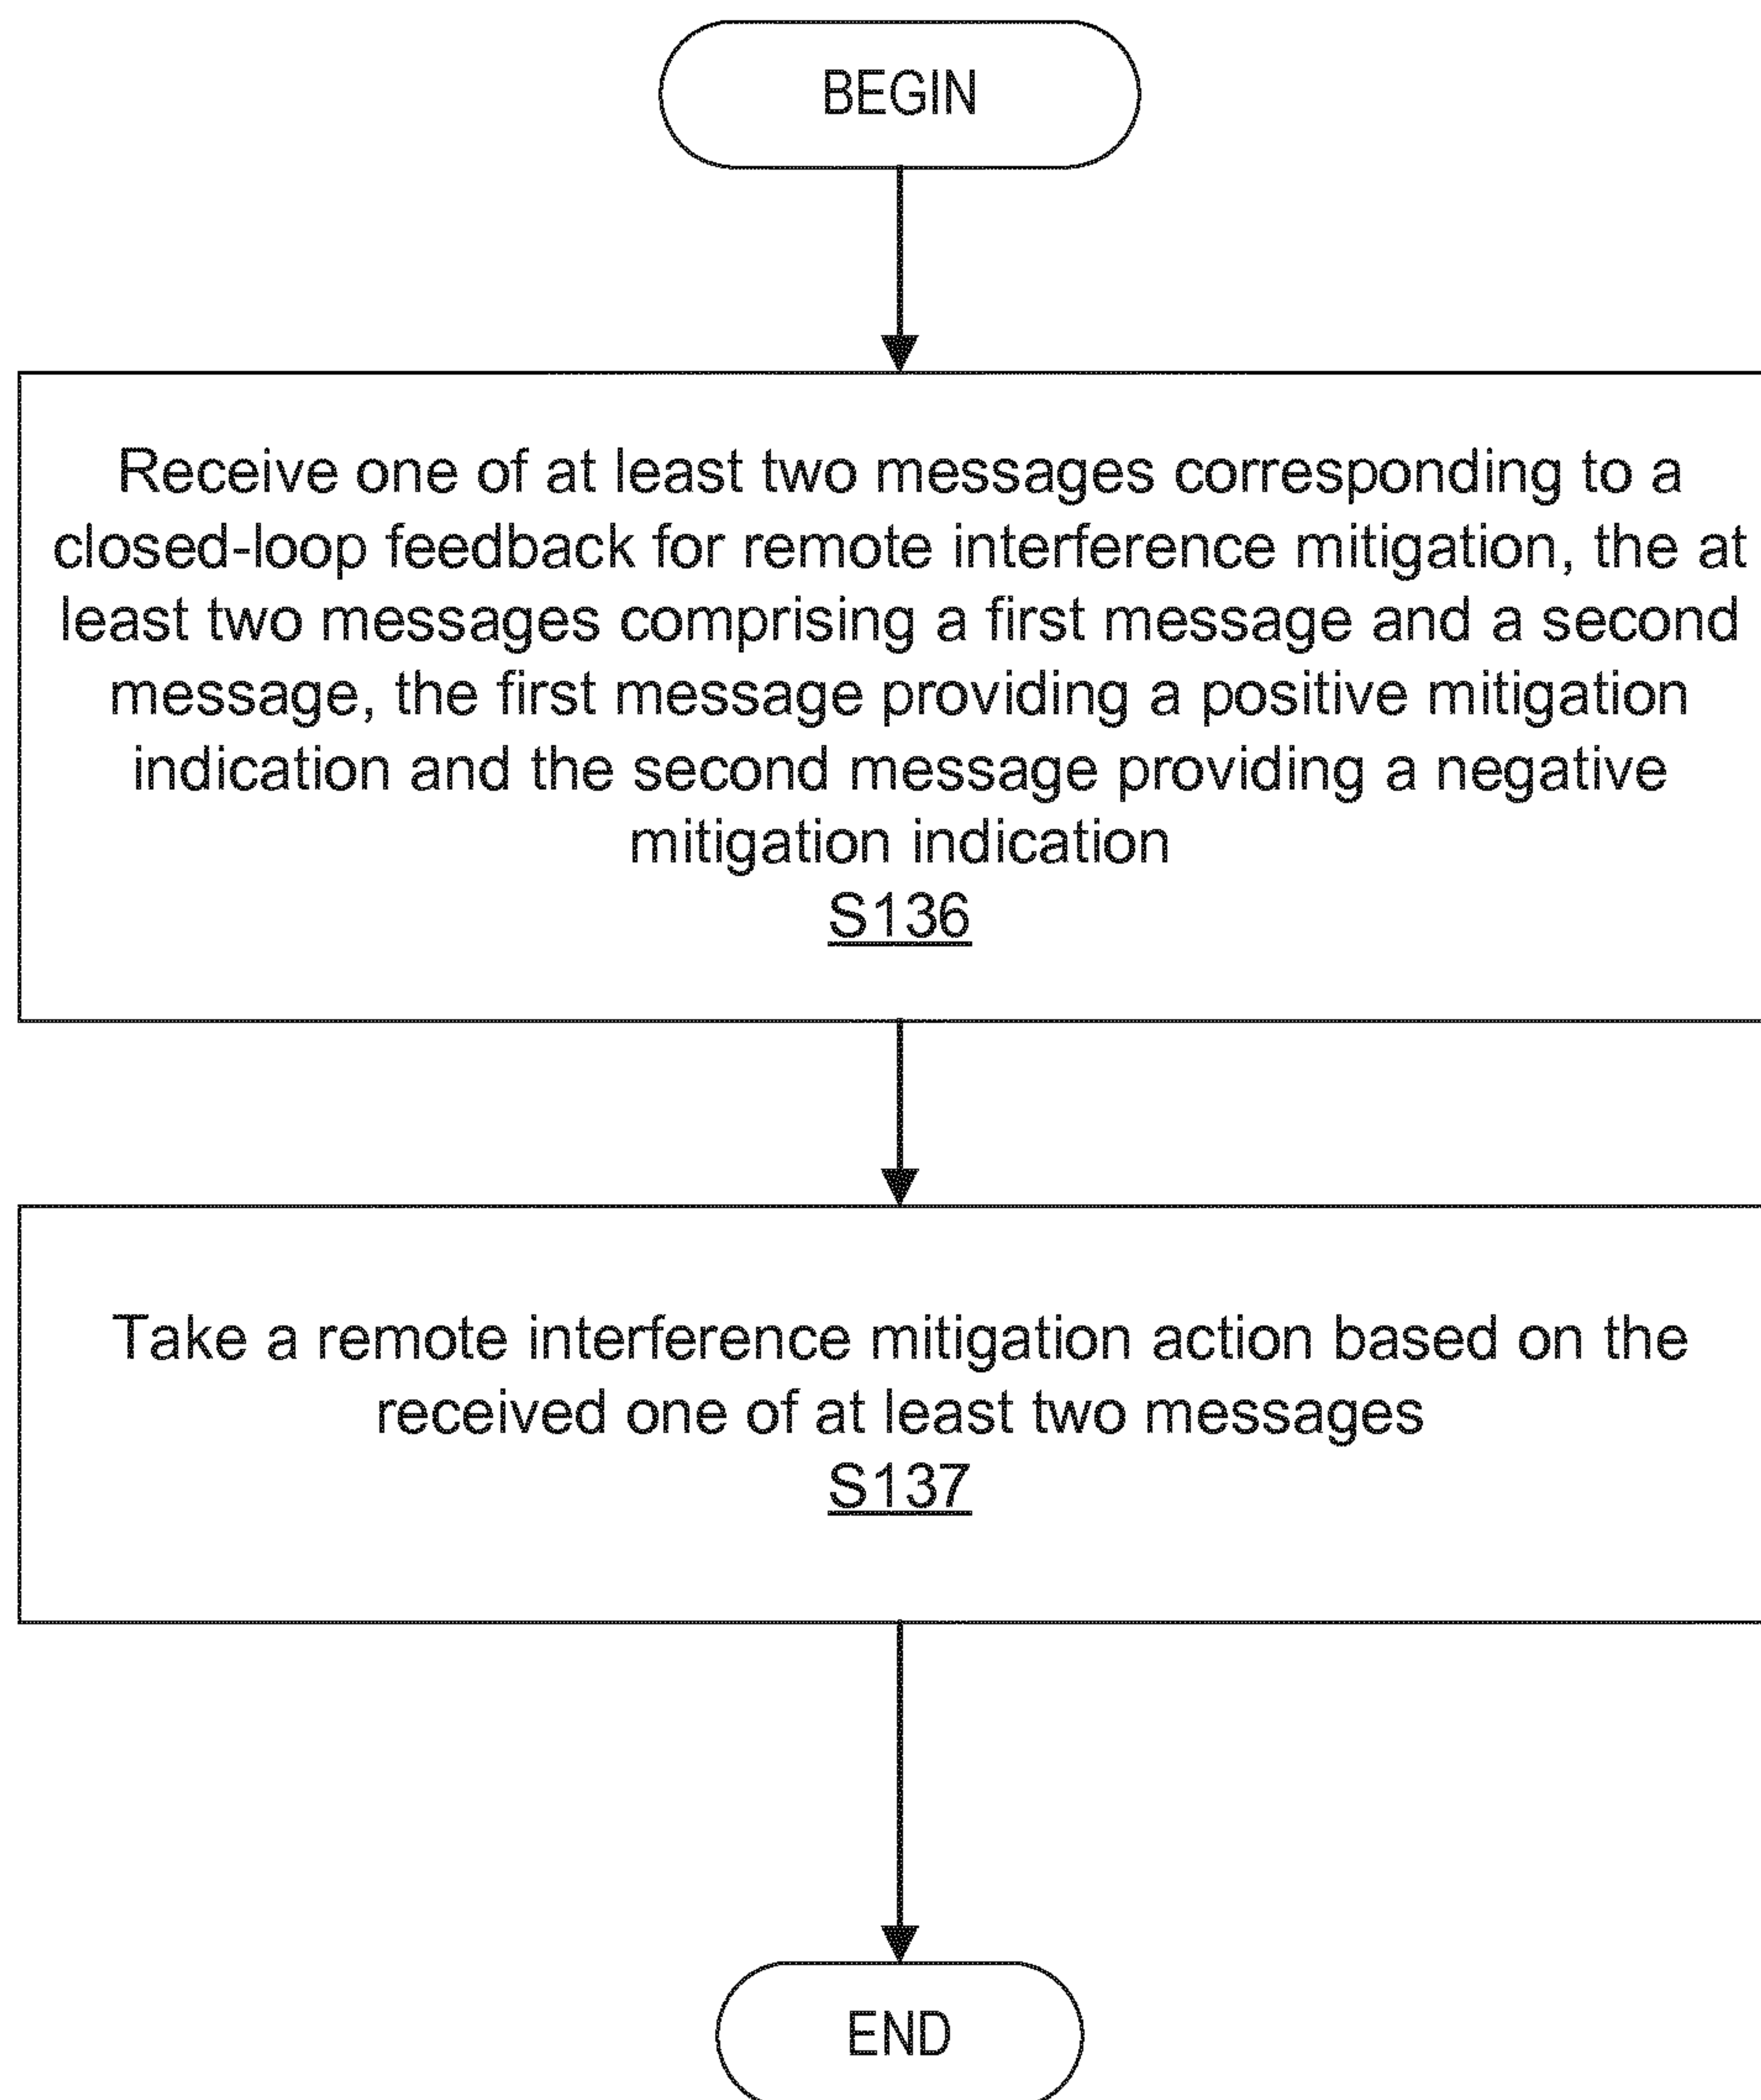 BEGIN
Receive one of at least two messages corresponding to a
closed-loop feedback for remote interference mitigation, the at
least two messages comprising a first message and a second
message, the first message providing a positive mitigation
indication and the second message providing a negative
mitigation indication
S136
Take a remote interference mitigation action based on the
received one of at least two messages
S137
END